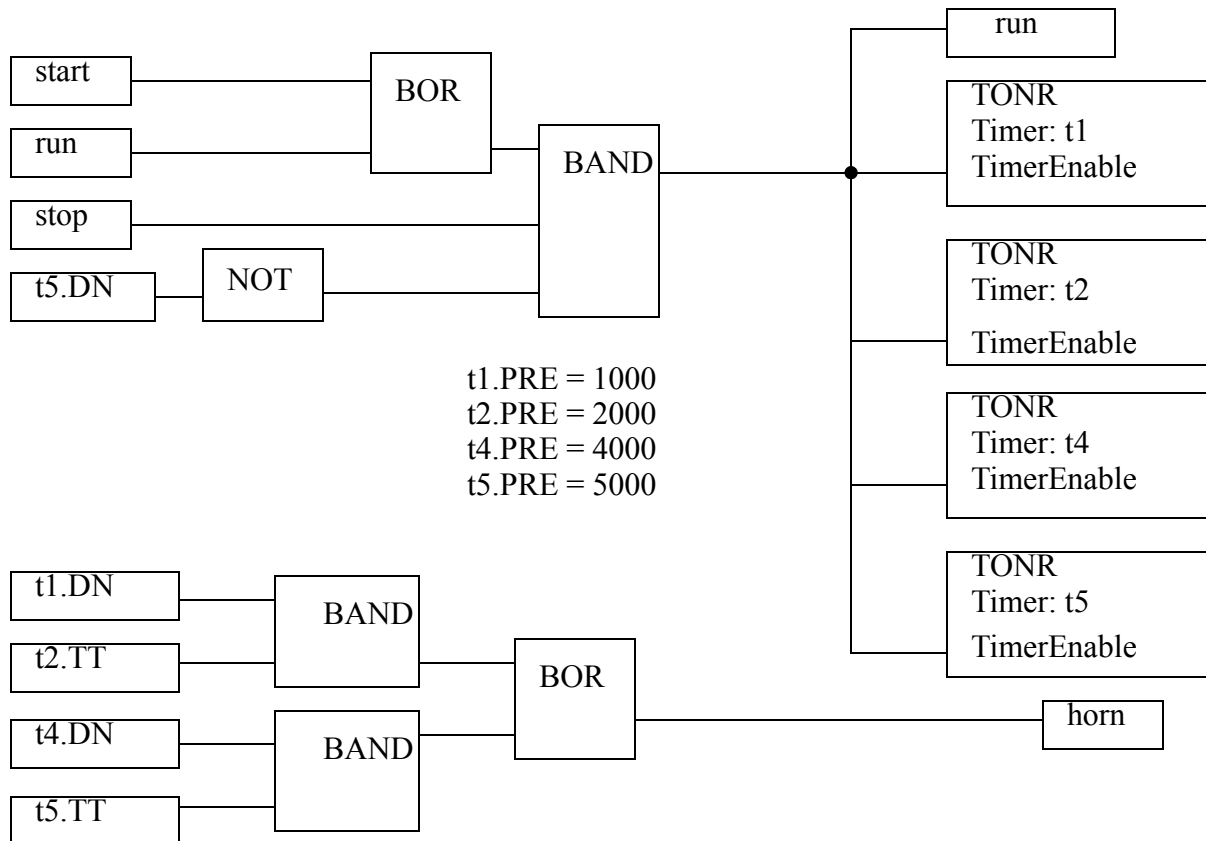 start
run
stop
t5.DN
NOT
BOR
BAND
run
TONR
Timer: t1
TimerEnable
TONR
Timer: t2
TimerEnable
TONR
Timer: t4
TimerEnable
TONR
Timer: t5
TimerEnable
t1.PRE = 1000
t2.PRE = 2000
t4.PRE = 4000
t5.PRE = 5000
t1.DN
t2.TT
t4.DN
t5.TT
BAND
BAND
BOR
horn